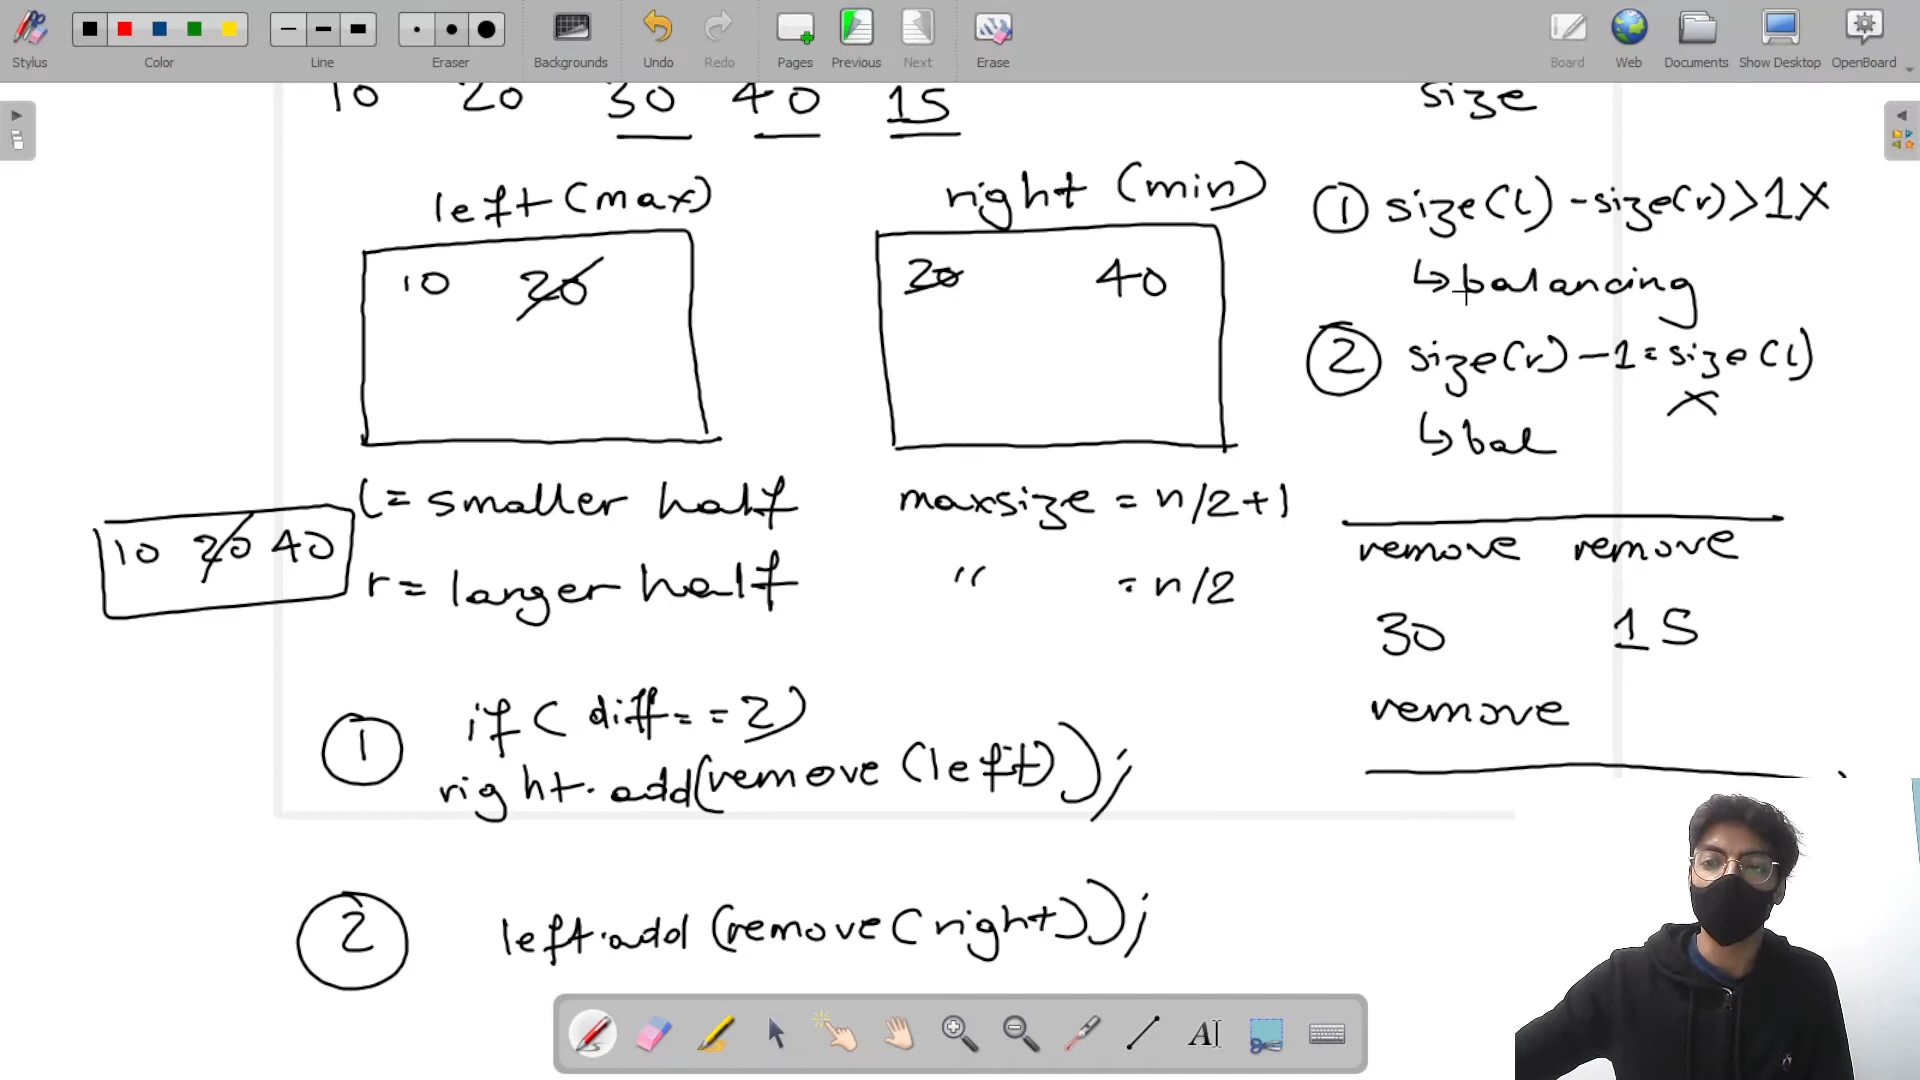 Stylus Color Line Eraser Backgrounds Undo Redo Pages Previous Next Erase Board Web Documents Show Desktop OpenBoard
10 20 30 40 15
size
left (max)
right (min)
10 20
20 40
① size(l) - size(r) > 1 X
↳ balancing
② size(r) - 1 = size(l)
X
↳ bal
l = smaller half maxsize = n/2+1
10 20 40
r = larger half " = n/2
remove remove
30 15
remove
① if ( diff == 2)
right.add(remove (left));
② left.add (remove (right));
AI